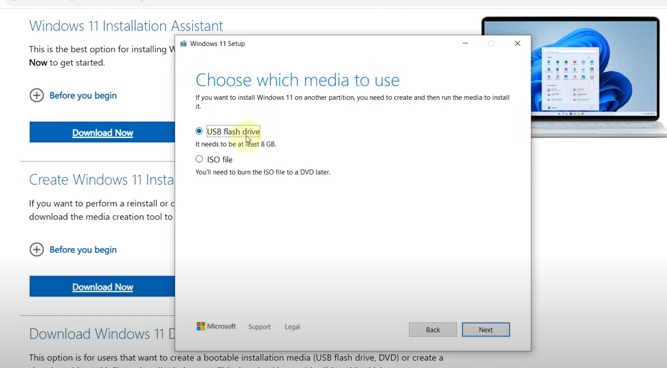 Windows 11 Installation Assistant
This is the best option for installing W
Now to get started.
Before you begin
Download Now
Create Windows 11 Insta
If you want to perform a reinstall or c
download the media creation tool to
Before you begin
Download Now
Download Windows 11 D
This option is for users that want to create a bootable installation media (USB flash drive, DVD) or create a
Windows 11 Setup
Choose which media to use
If you want to install Windows 11 on another partition, you need to create and then run the media to install
it.
USB flash drive
It needs to be at least 8 GB.
ISO file
You'll need to burn the ISO file to a DVD later.
Microsoft
Support
Legal
Back
Next